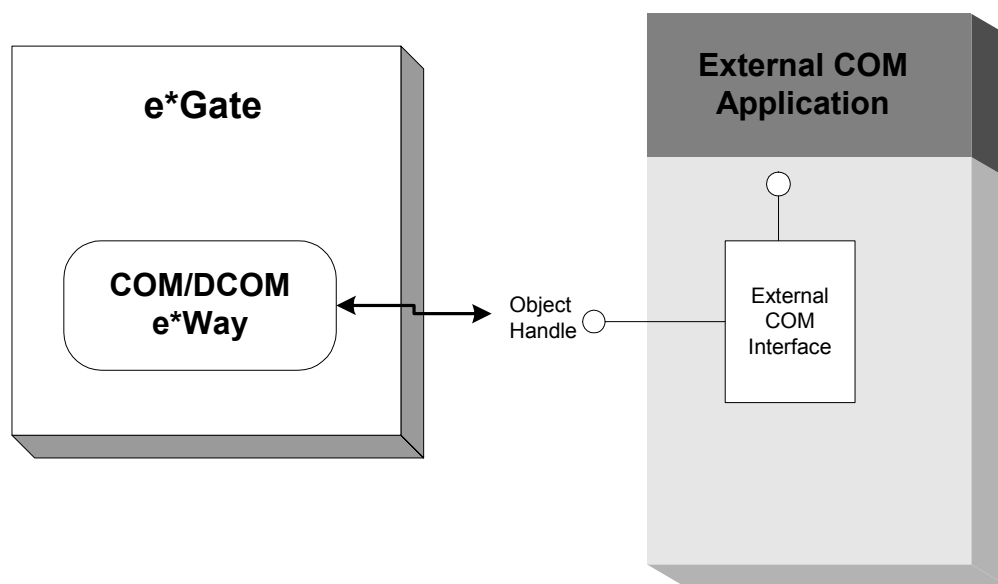 e*Gate
COM/DCOM
e*Way
Object
Handle
External COM
Application
External
COM
Interface